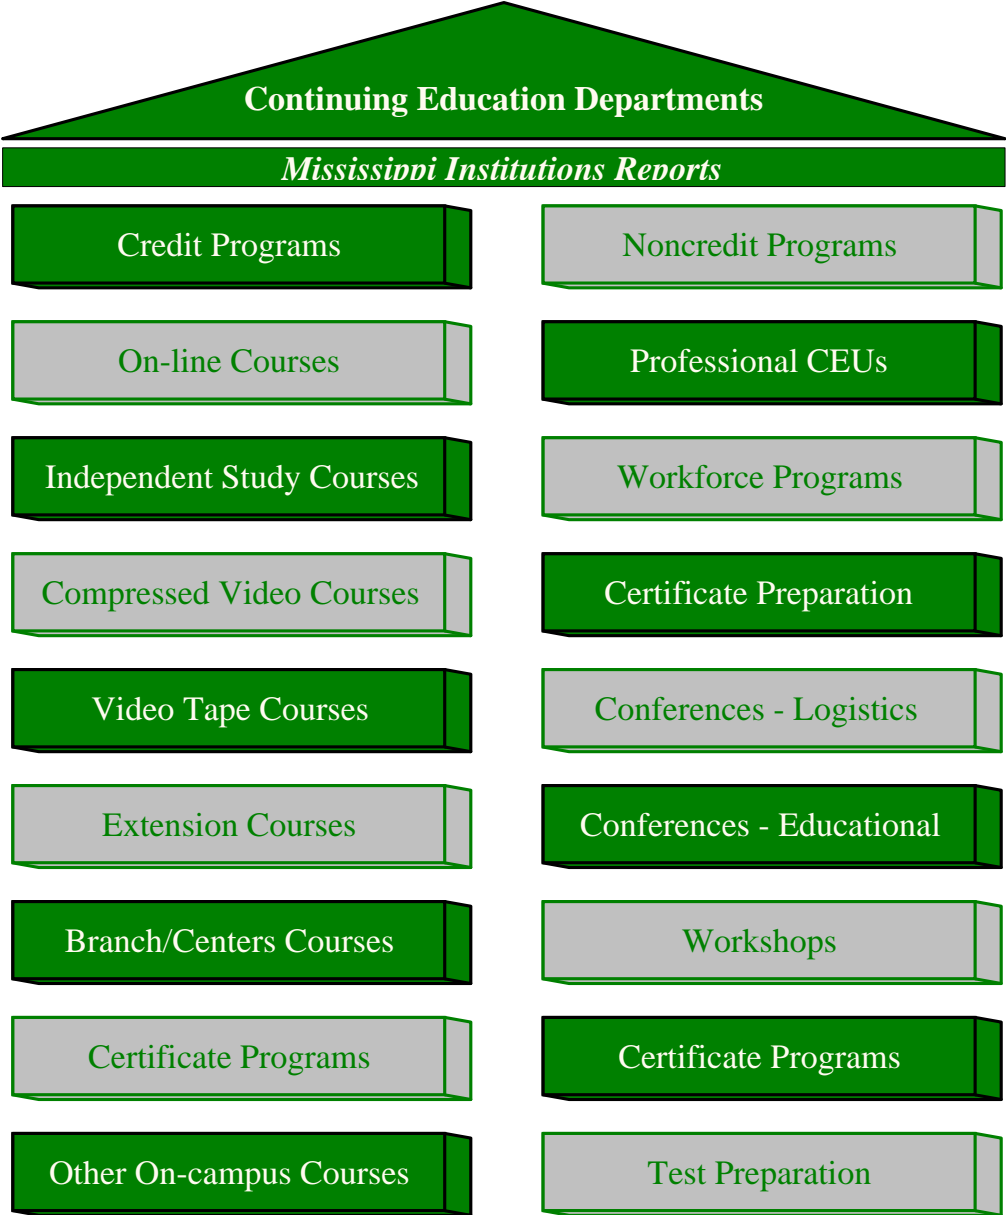 Continuing Education Departments
Mississippi Institutions Reports
Credit Programs
Noncredit Programs
On-line Courses
Professional CEUs
Independent Study Courses
Workforce Programs
Compressed Video Courses
Certificate Preparation
Video Tape Courses
Conferences - Logistics
Extension Courses
Conferences - Educational
Branch/Centers Courses
Workshops
Certificate Programs
Certificate Programs
Other On-campus Courses
Test Preparation